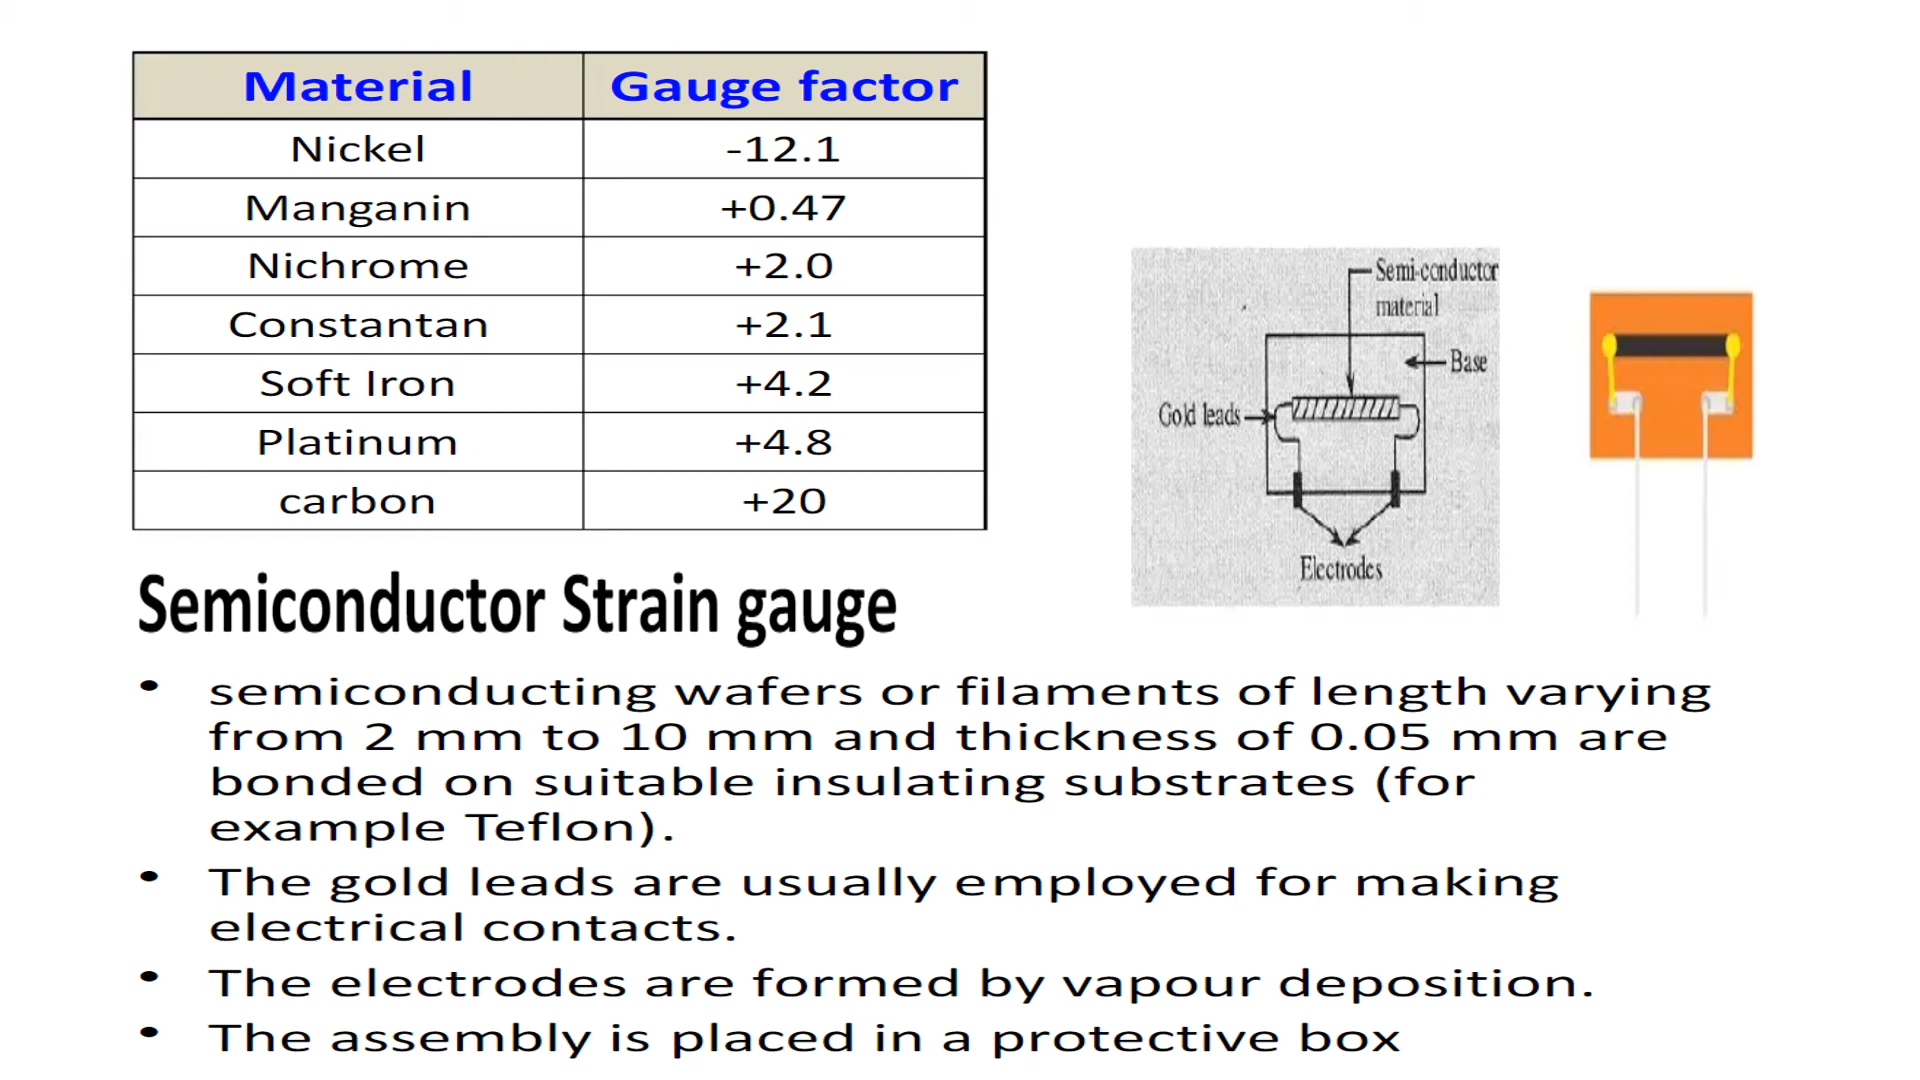 Material Gauge factor
Nickel -12.1
Manganin +0.47
Nichrome +2.0
Constantan +2.1
Soft Iron +4.2
Platinum +4.8
carbon +20
Semi-conductor
material
Base
Gold leads
Electrodes
Semiconductor Strain gauge
• semiconducting wafers or filaments of length varying
from 2 mm to 10 mm and thickness of 0.05 mm are
bonded on suitable insulating substrates (for
example Teflon).
• The gold leads are usually employed for making
electrical contacts.
• The electrodes are formed by vapour deposition.
• The assembly is placed in a protective box